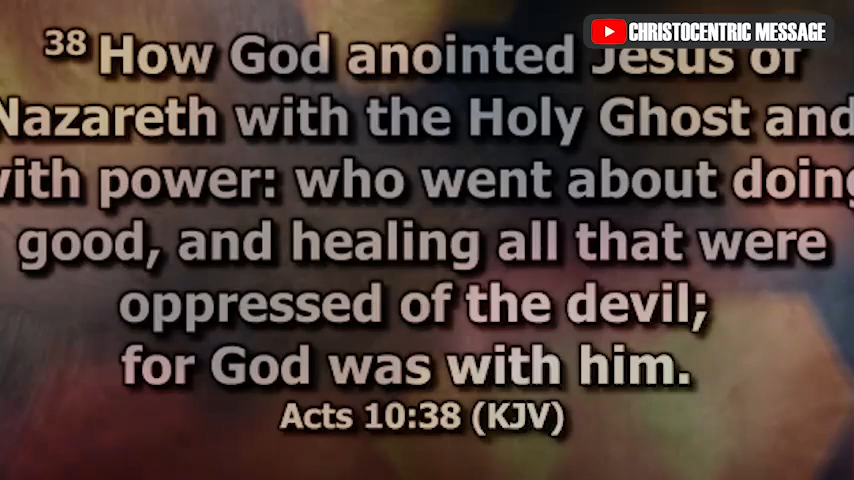 CHRISTOCENTRIC MESSAGE
38 How God anointed Jesus of
Nazareth with the Holy Ghost and
with power: who went about doing
good, and healing all that were
oppressed of the devil;
for God was with him.
Acts 10:38 (KJV)